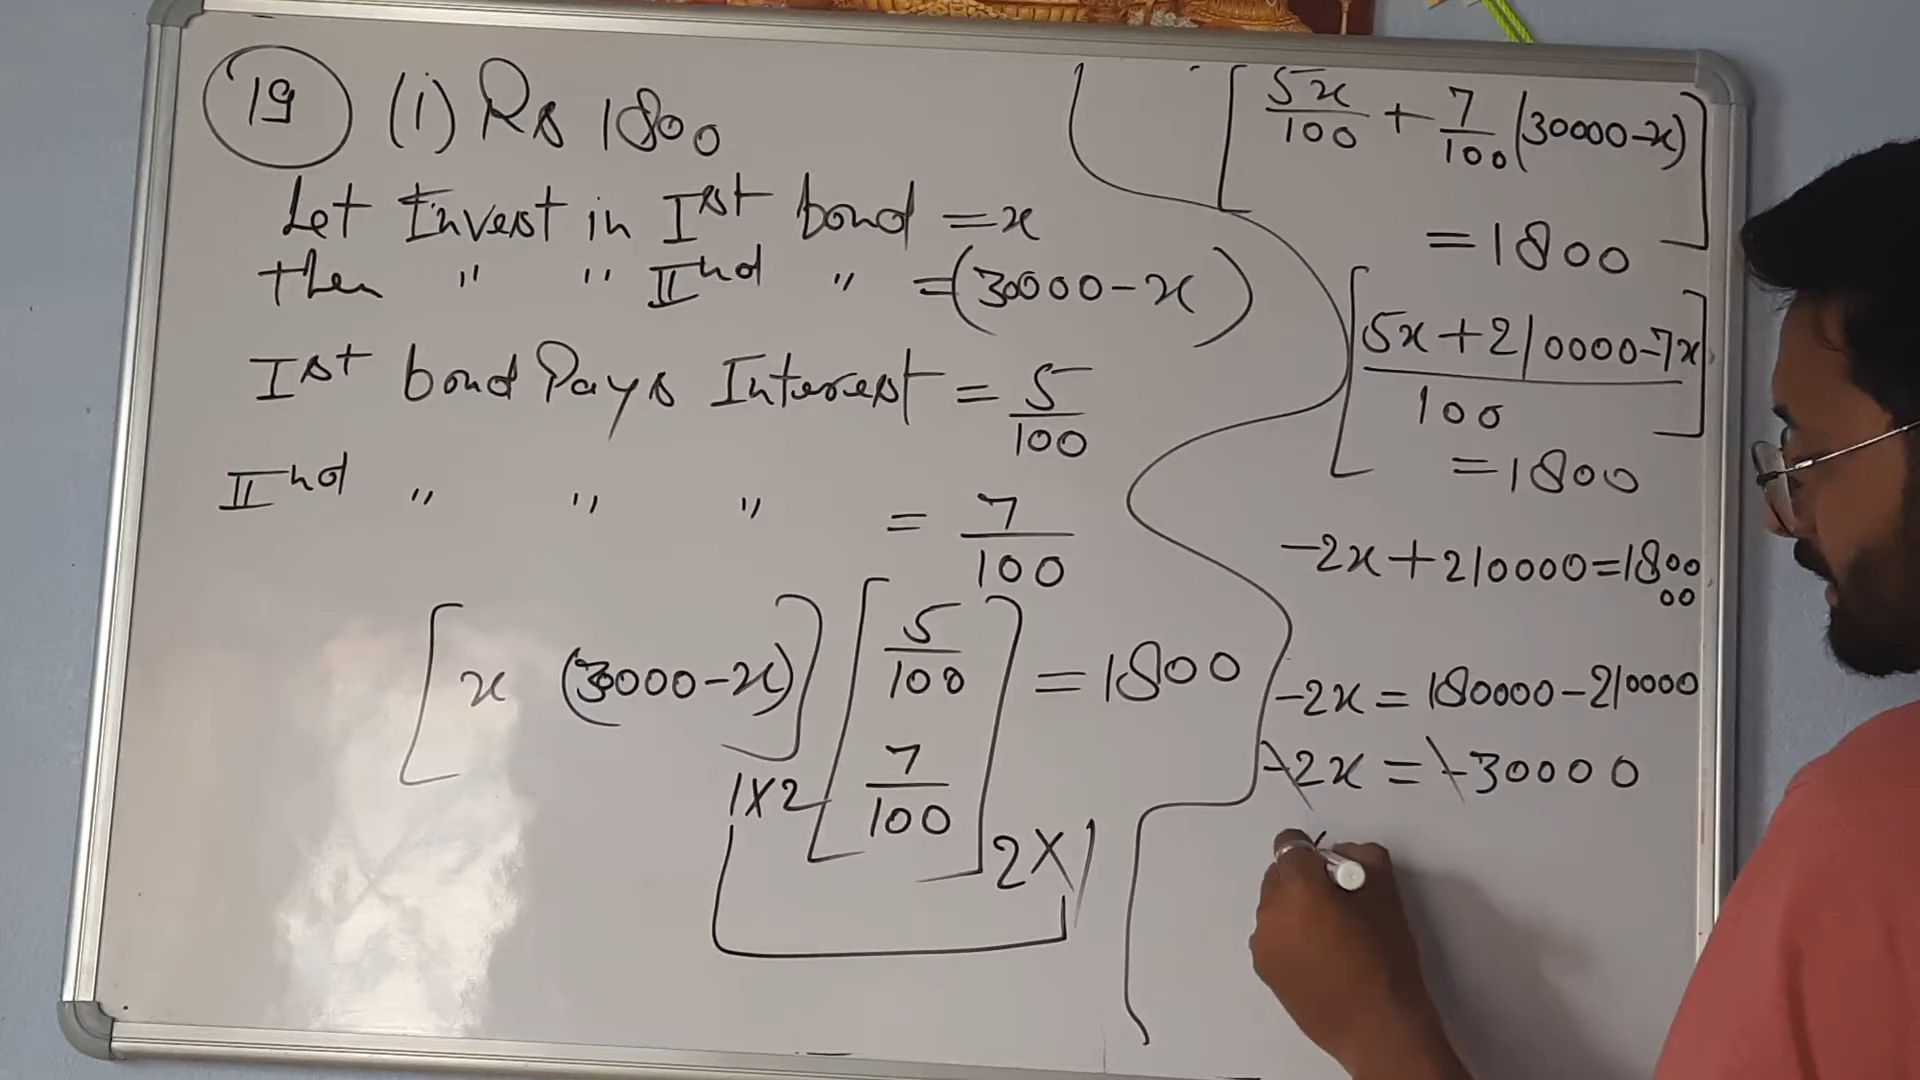 19 (i) Rs 1800
Let Invest in Ist bond = x
then " " IInd " = (30000 - x)
Ist bond Pays Interest = 5/100
IInd " " " = 7/100
[x (30000 - x)] 1x2 [5/100 7/100] 2x1 = 1800
[5x/100 + 7/100 (30000 - x)]
= 1800
[5x + 210000 - 7x / 100]
= 1800
-2x + 210000 = 180000
-2x = 180000 - 210000
-2x = -30000